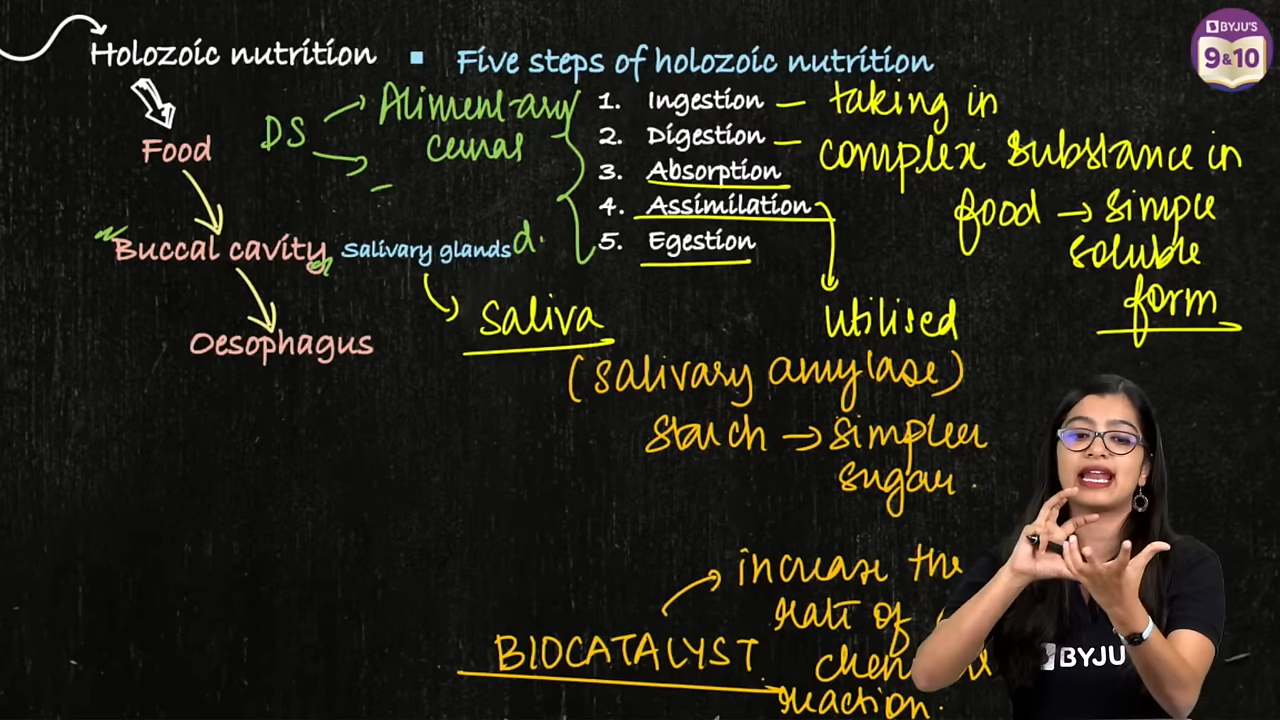 Holozoic nutrition
Food
Buccal cavity
Salivary glands
Oesophagus
DS
Alimentary
canal
Five steps of holozoic nutrition
1. Ingestion – taking in
2. Digestion – complex substance in
food → simple
soluble
form
3. Absorption
4. Assimilation
utilised
5. Egestion
d.
saliva
(salivary amylase)
starch → simpler
sugar.
BIOCATALYST
increase the
rate of
reaction.
BYJU'S
9&10
BYJU